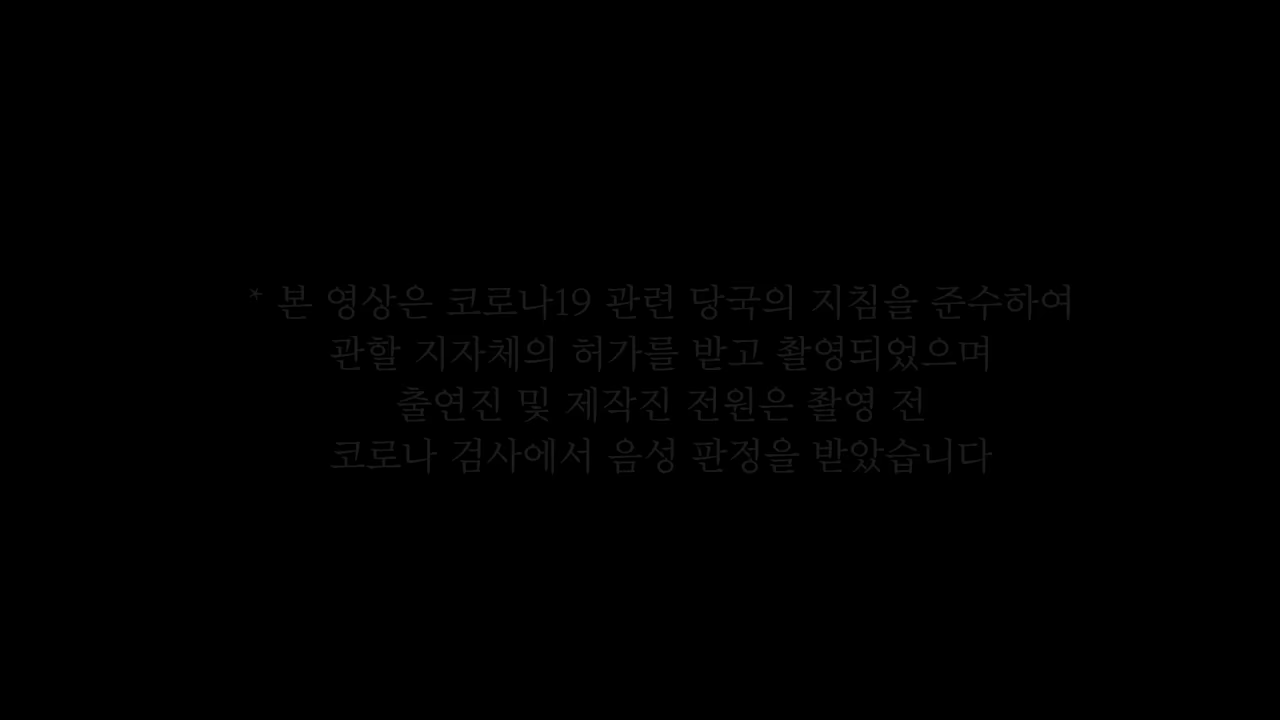 * 본 영상은 코로나19 관련 당국의 지침을 준수하여
관할 지자체의 허가를 받고 촬영되었으며
출연진 및 제작진 전원은 촬영 전
코로나 검사에서 음성 판정을 받았습니다